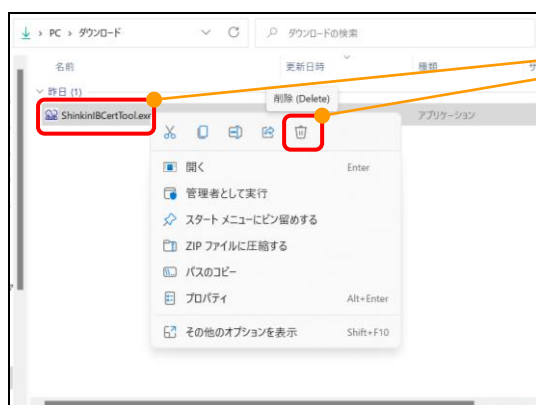 PC › ダウンロード
ダウンロードの検索
名前
更新日時
種類
昨日 (1)
削除 (Delete)
ShinkinIBCertTool.exe
アプリケーション
開く Enter
管理者として実行
スタート メニューにピン留めする
ZIP ファイルに圧縮する
パスのコピー
プロパティ Alt+Enter
その他のオプションを表示 Shift+F10